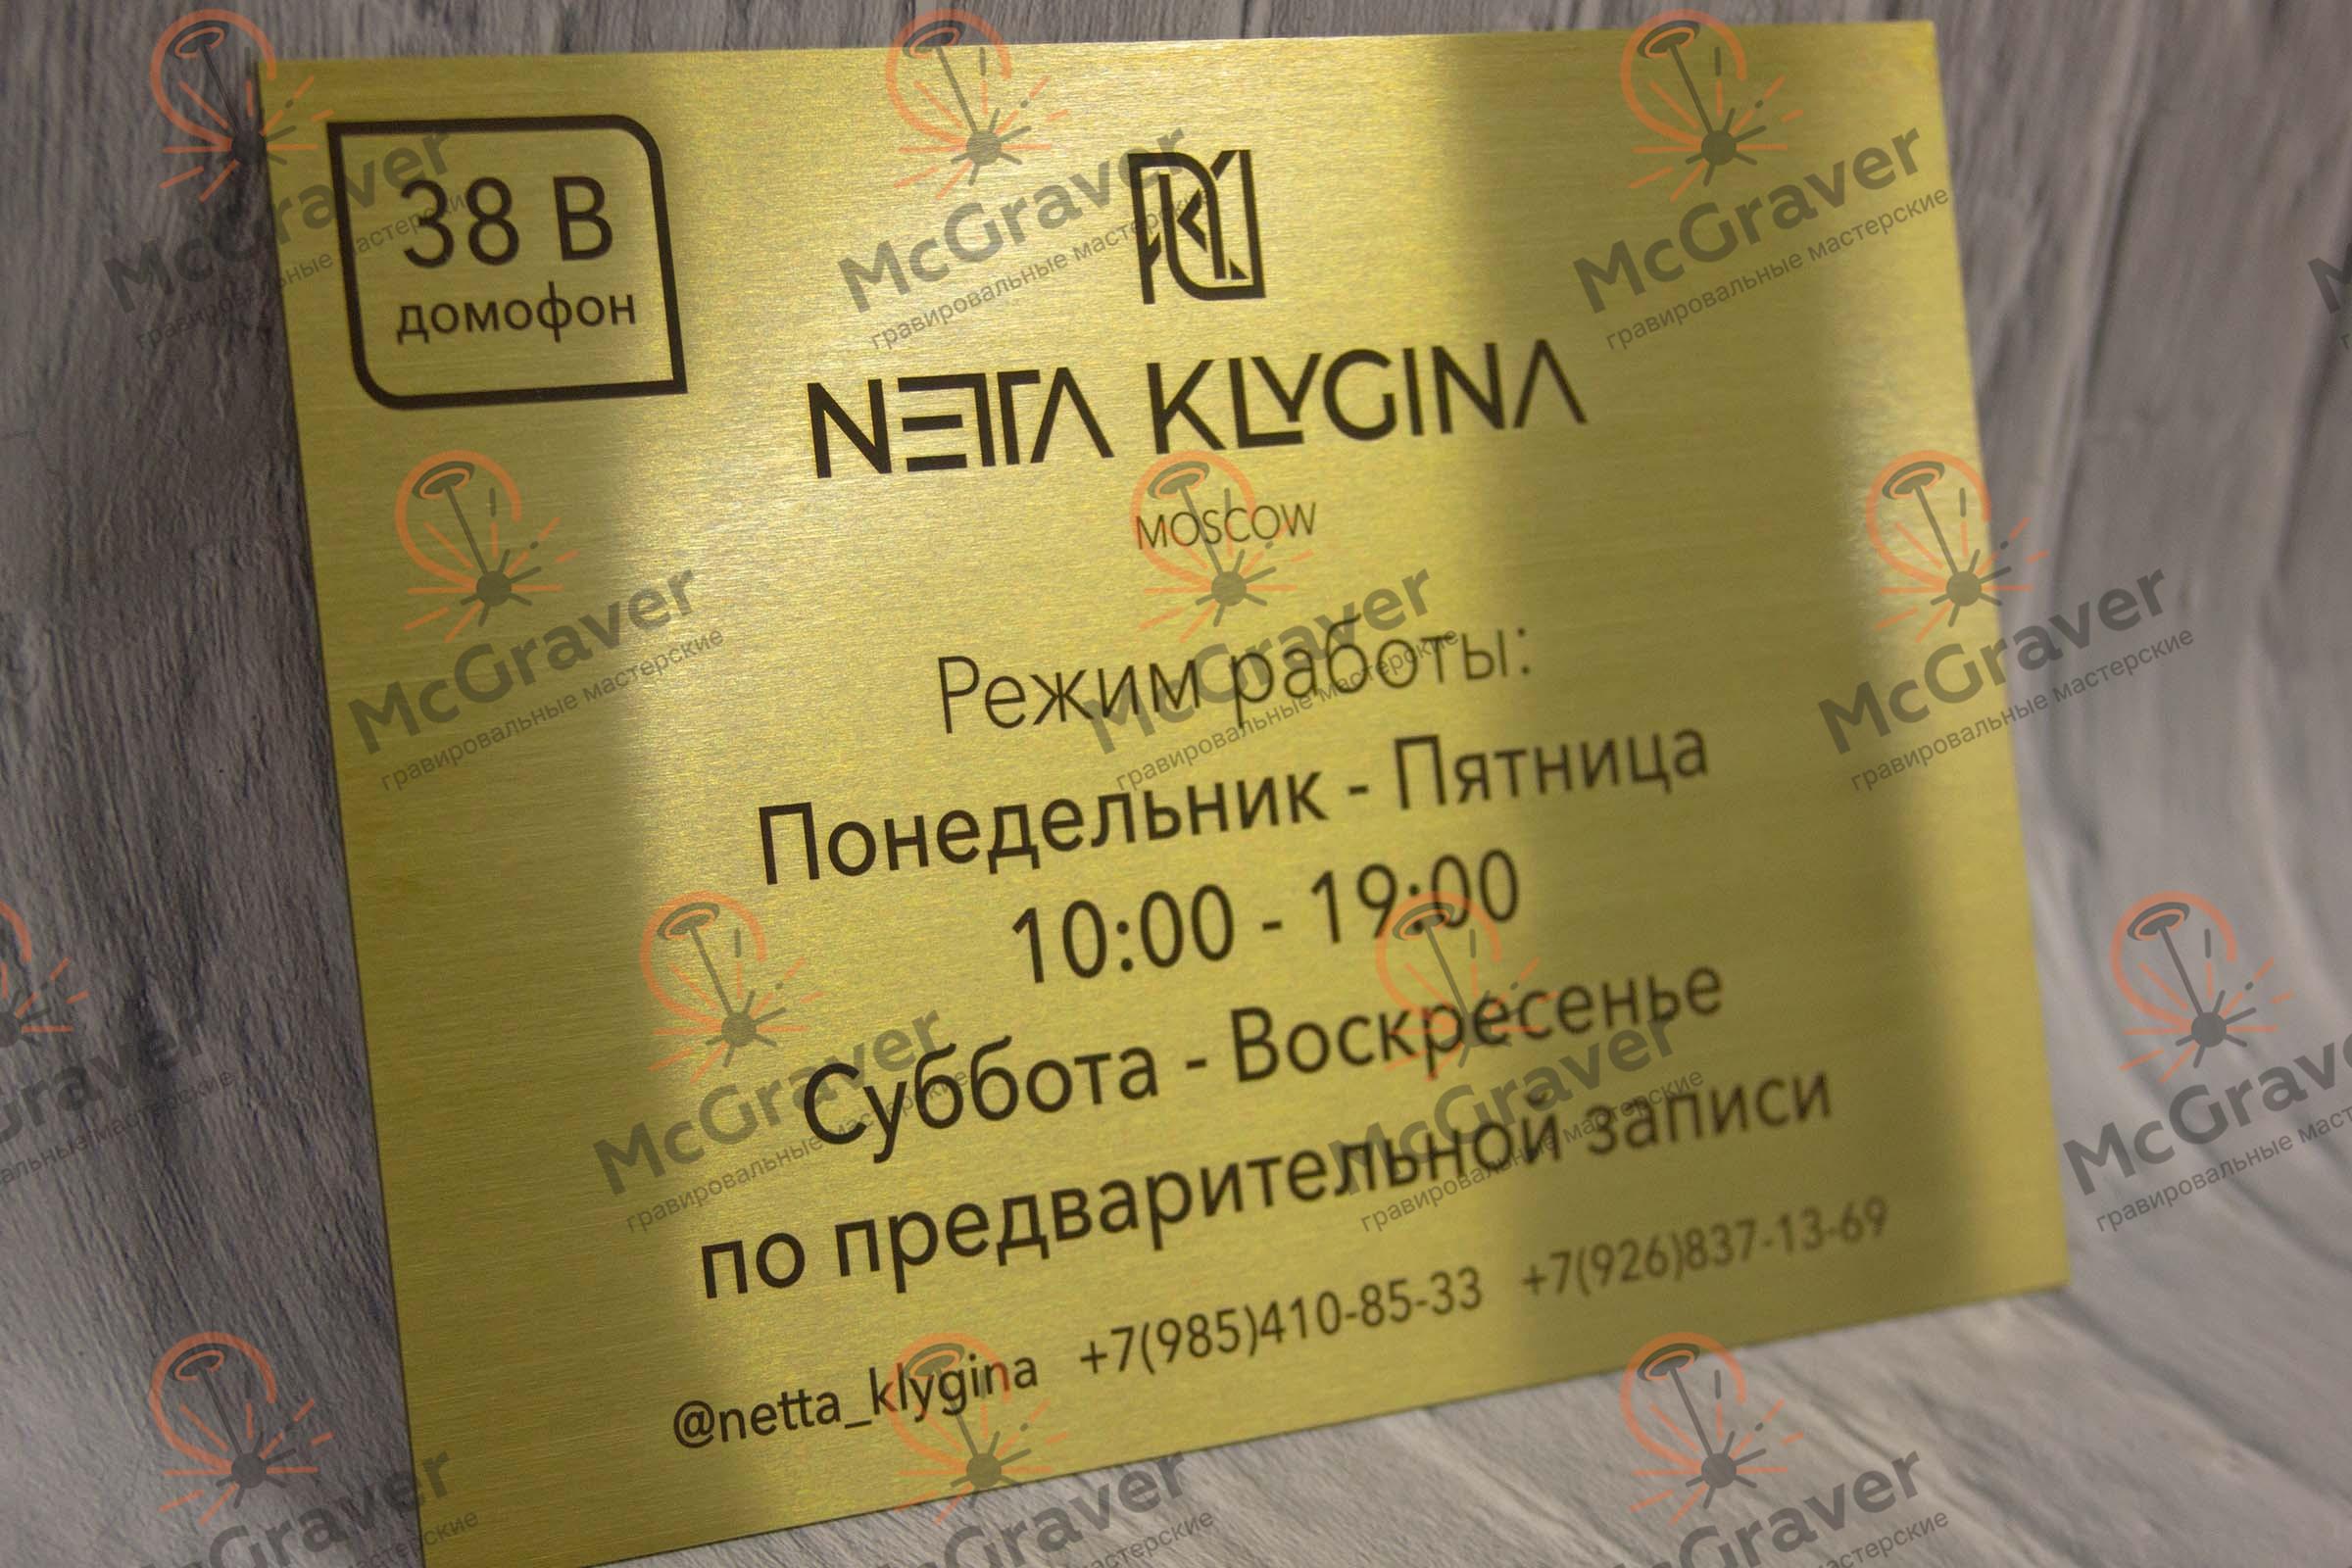 38 В
домофон
NETTA KLYGINA
MOSCOW
Режим работы:
Понедельник - Пятница
10:00 - 19:00
Суббота - Воскресенье
по предварительной записи
@netta_klygina +7(985)410-85-33 +7(926)837-13-69
McGraver
гравировальные мастерские